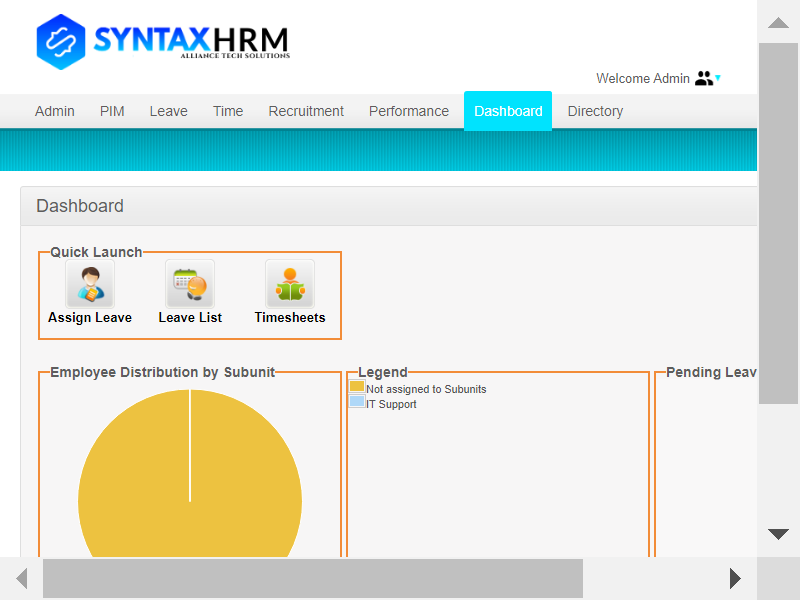 SYNTAXHRM
ALLIANCE TECH SOLUTIONS
Welcome Admin
Admin PIM Leave Time Recruitment Performance Dashboard Directory
Dashboard
Quick Launch
Assign Leave Leave List Timesheets
Employee Distribution by Subunit Legend Pending Leav
Not assigned to Subunits
IT Support